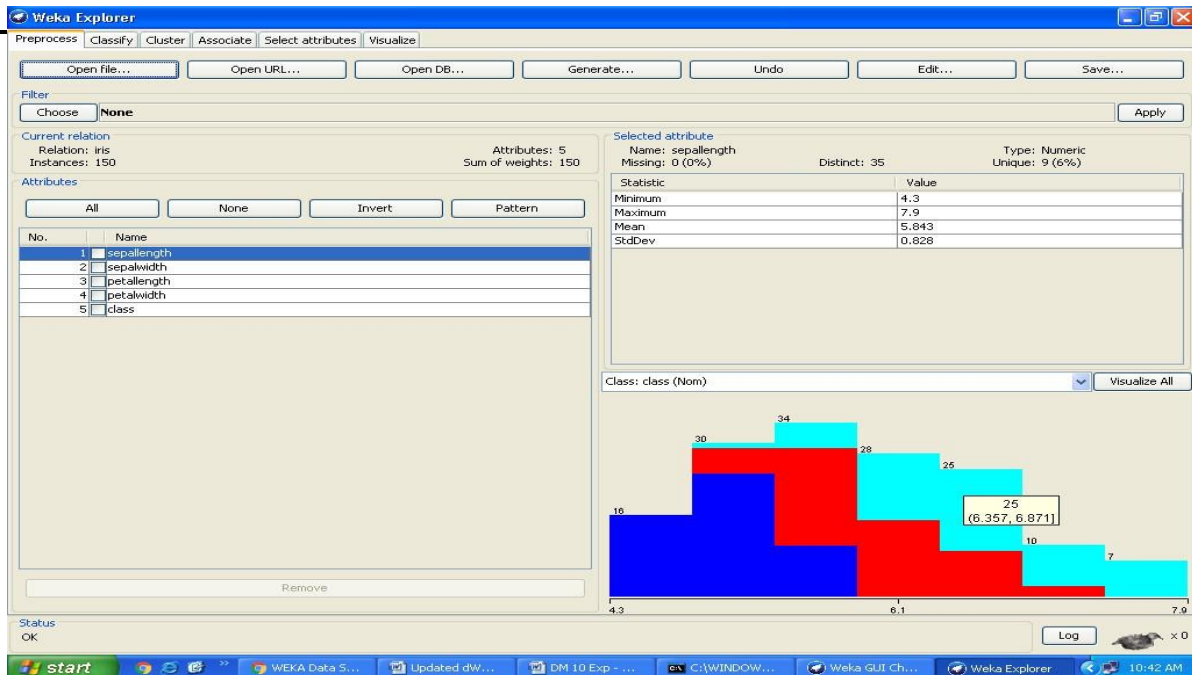 Weka Explorer
Preprocess Classify Cluster Associate Select attributes Visualize
Open file... Open URL... Open DB... Generate... Undo Edit... Save...
Filter
Choose None Apply
Current relation
Relation: iris Attributes: 5
Instances: 150 Sum of weights: 150
Attributes
All None Invert Pattern
No. Name
1 sepallength
2 sepalwidth
3 petallength
4 petalwidth
5 class
Remove
Selected attribute
Name: sepallength Type: Numeric
Missing: 0 (0%) Distinct: 35 Unique: 9 (6%)
Statistic Value
Minimum 4.3
Maximum 7.9
Mean 5.843
StdDev 0.828
Class: class (Nom) Visualize All
34
30
28
25
16
25
(6.357, 6.871]
10
7
4.3 6.1 7.9
Status
OK Log x 0
start WEKA Data S... Updated dW... DM 10 Exp - ... C:\WINDOW... Weka GUI Ch... Weka Explorer 10:42 AM